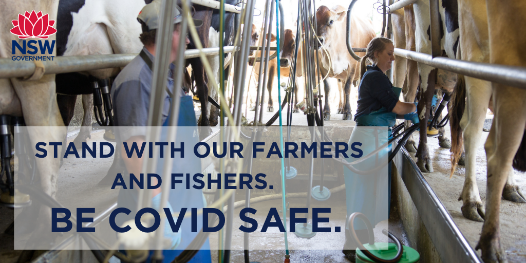 NSW
GOVERNMENT
STAND WITH OUR FARMERS
AND FISHERS.
BE COVID SAFE.